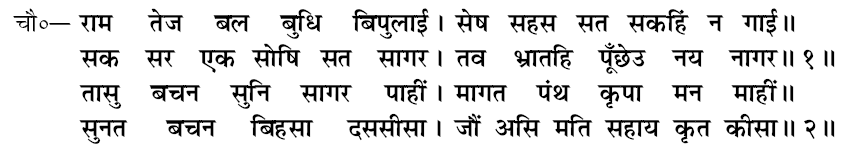 चौ०— राम तेज बल बुधि बिपुलाई। सेष सहस सत सकहिं न गाई॥
सक सर एक सोषि सत सागर। तव भ्रातहि पूँछेउ नय नागर॥ १॥
तासु बचन सुनि सागर पाहीं। मागत पंथ कृपा मन माहीं॥
सुनत बचन बिहसा दससीसा। जौं असि मति सहाय कृत कीसा॥ २॥